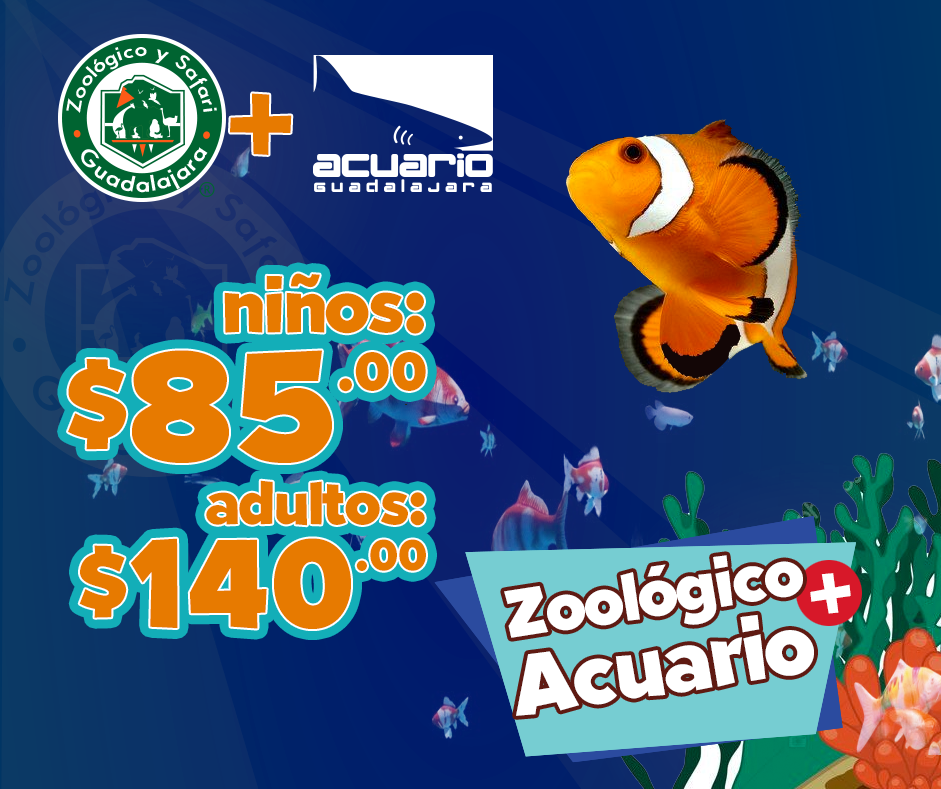 Zoológico y Safari
Guadalajara
+
acuario
guadalajara
niños:
$85.00
adultos:
$140.00
Zoológico +
Acuario